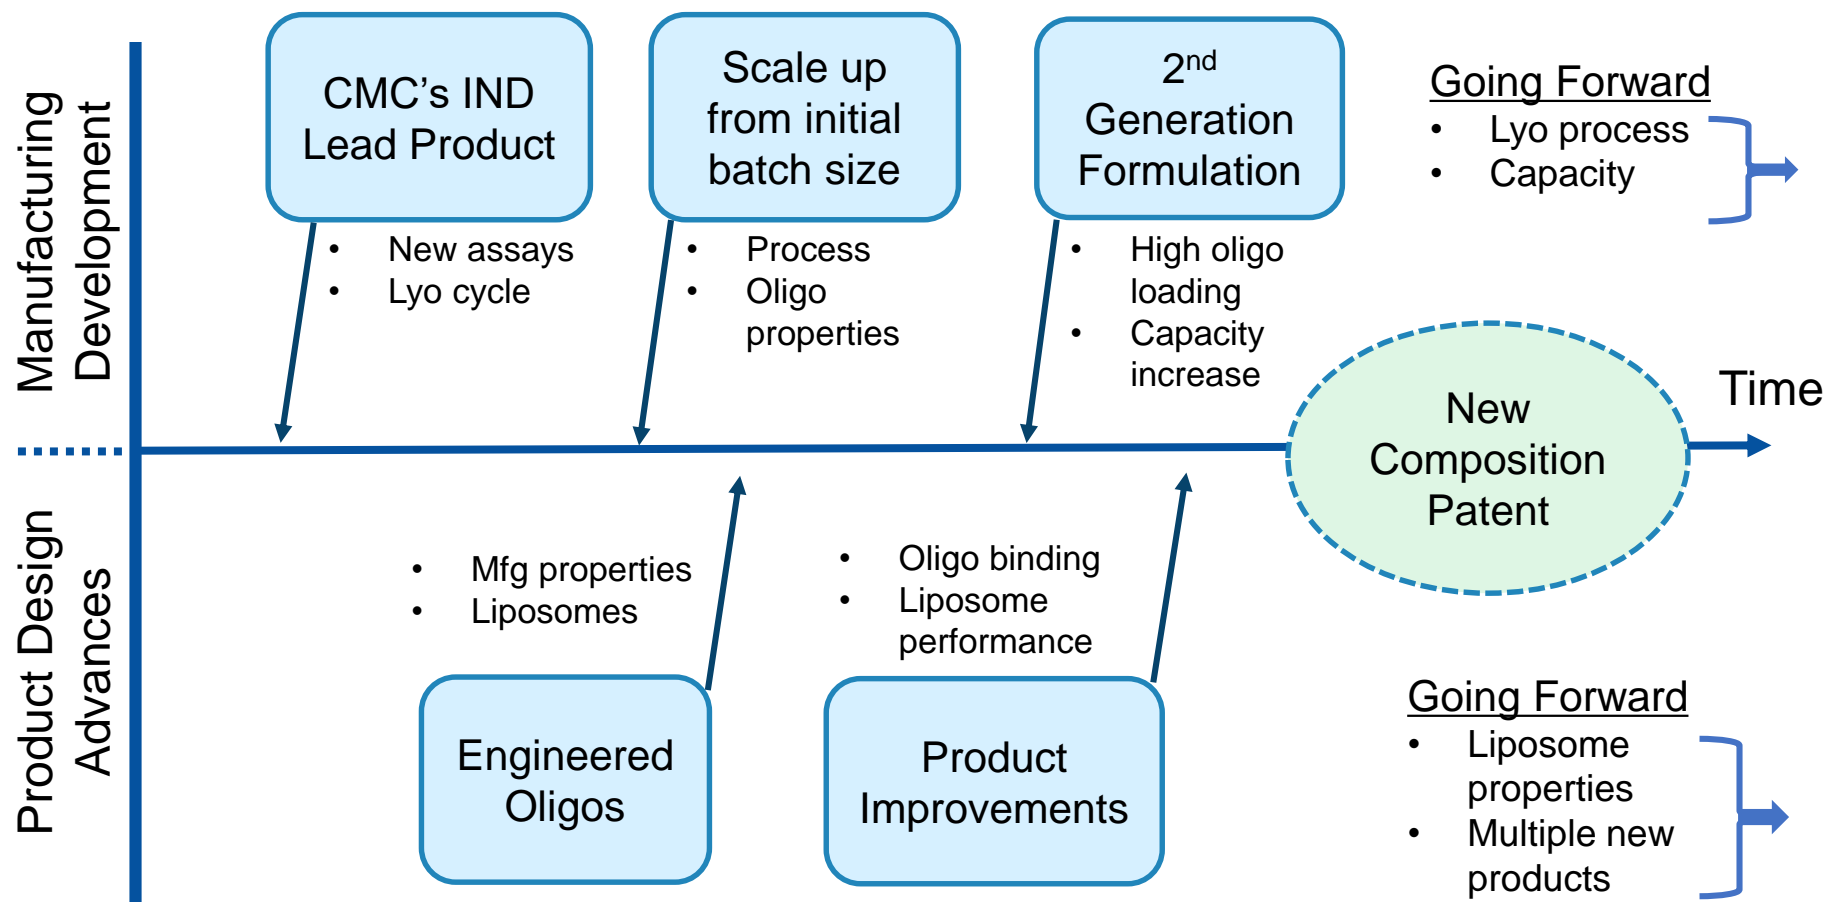 Manufacturing
Development
CMC's IND
Lead Product
• New assays
• Lyo cycle
Scale up
from initial
batch size
• Process
• Oligo
properties
2nd
Generation
Formulation
• High oligo
loading
• Capacity
increase
Going Forward
• Lyo process
• Capacity
New
Composition
Patent
Time
Product Design
Advances
• Mfg properties
• Liposomes
Engineered
Oligos
• Oligo binding
• Liposome
performance
Product
Improvements
Going Forward
• Liposome
properties
• Multiple new
products